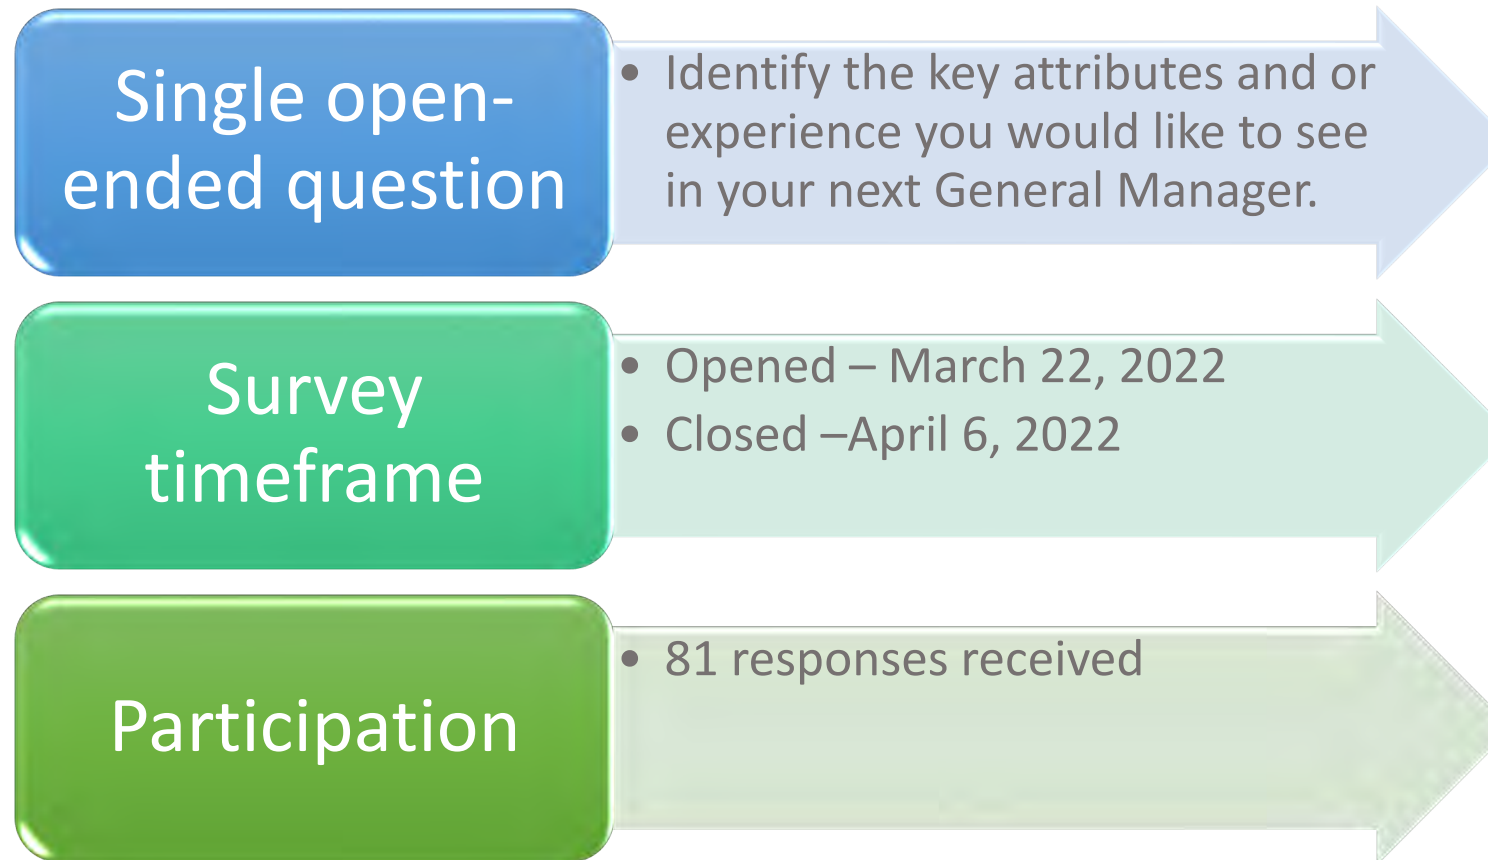 Single open-
ended question
• Identify the key attributes and or
experience you would like to see
in your next General Manager.
Survey
timeframe
• Opened – March 22, 2022
• Closed –April 6, 2022
Participation
• 81 responses received